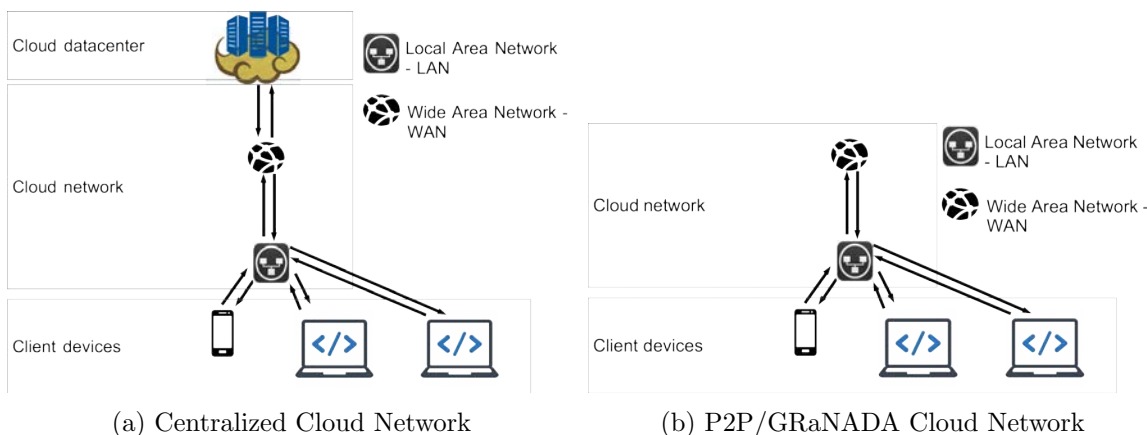 Cloud datacenter
Local Area Network
- LAN
Wide Area Network -
WAN
Cloud network
Client devices
</>
</>
(a) Centralized Cloud Network
Local Area Network
- LAN
Cloud network
Wide Area Network -
WAN
Client devices
</>
</>
(b) P2P/GRaNADA Cloud Network